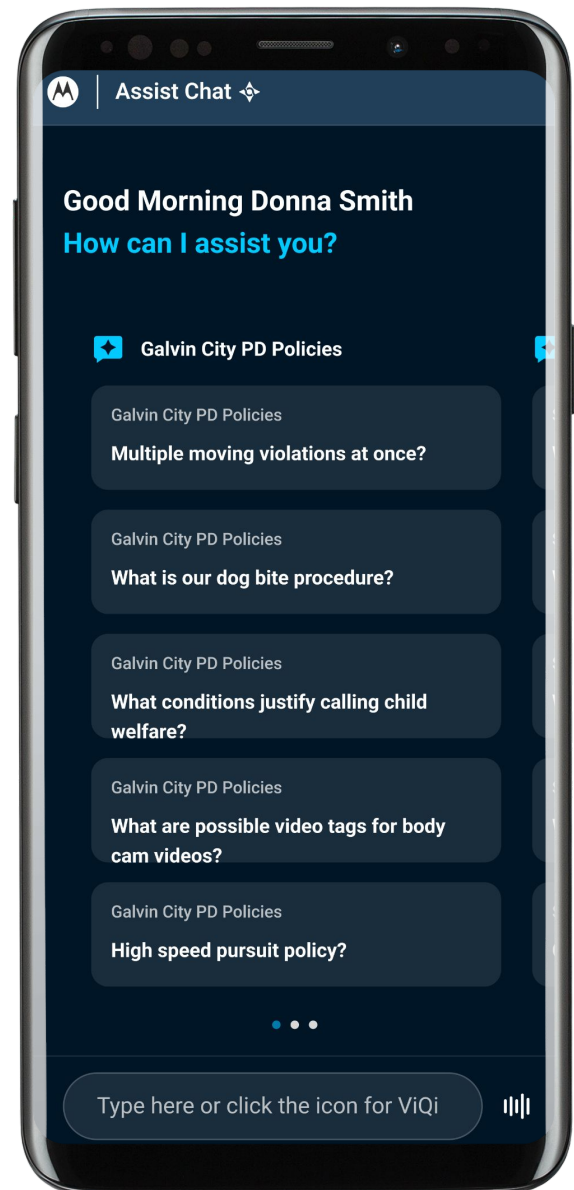 Assist Chat
Good Morning Donna Smith
How can I assist you?
Galvin City PD Policies
Galvin City PD Policies
Multiple moving violations at once?
Galvin City PD Policies
What is our dog bite procedure?
Galvin City PD Policies
What conditions justify calling child
welfare?
Galvin City PD Policies
What are possible video tags for body
cam videos?
Galvin City PD Policies
High speed pursuit policy?
Type here or click the icon for ViQi